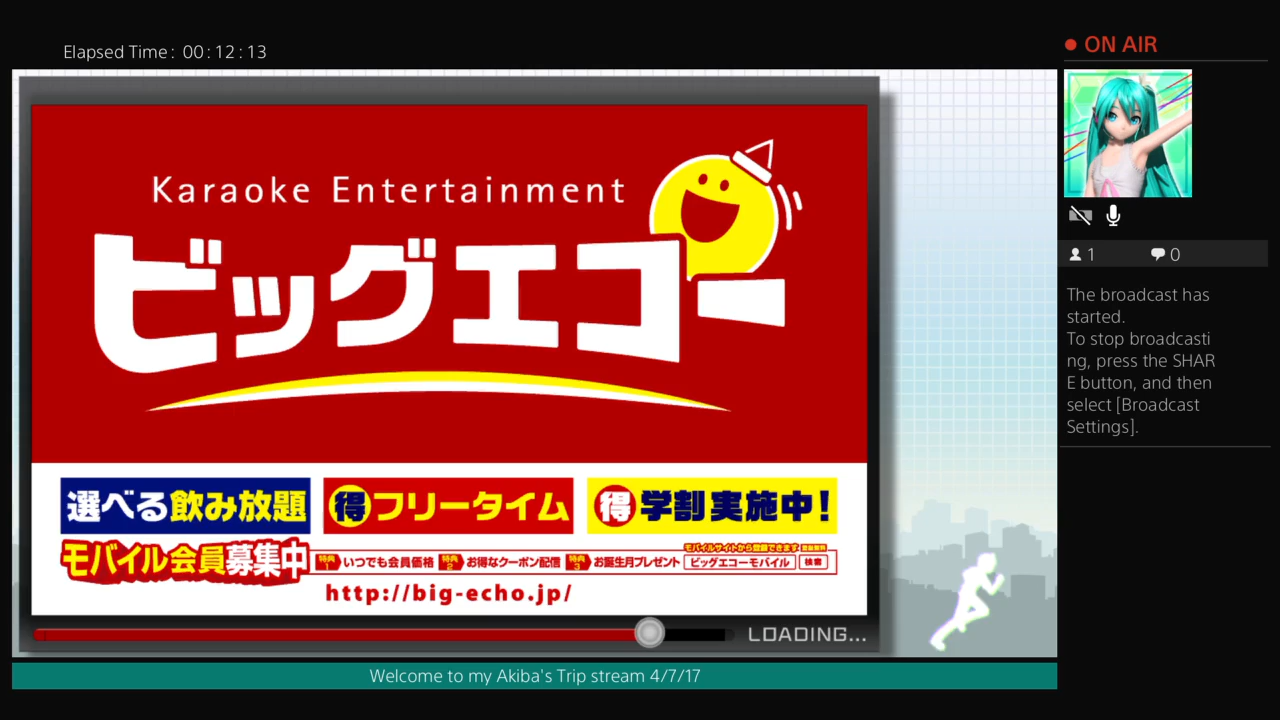 Elapsed Time: 00:12:13
ON AIR
Karaoke Entertainment
ビッグエコー
選べる飲み放題
得フリータイム
得学割実施中!
モバイル会員募集中
特典1 いつでも会員価格 特典2 お得なクーポン配信 特典3 お誕生月プレゼント
モバイルサイトから登録できます 登録無料
ビッグエコーモバイル 検索
http://big-echo.jp/
LOADING...
Welcome to my Akiba's Trip stream 4/7/17
1 0
The broadcast has
started.
To stop broadcasti
ng, press the SHAR
E button, and then
select [Broadcast
Settings].